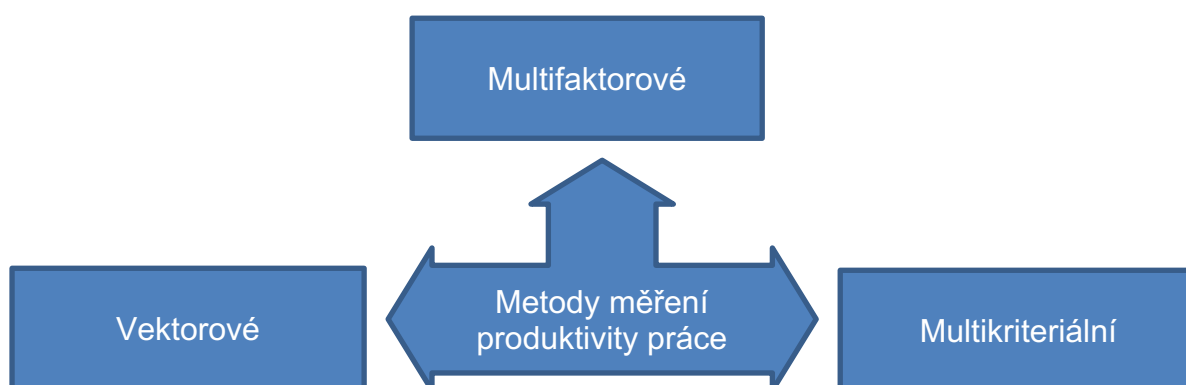 Multifaktorové
Vektorové
Metody měření
produktivity práce
Multikriteriální